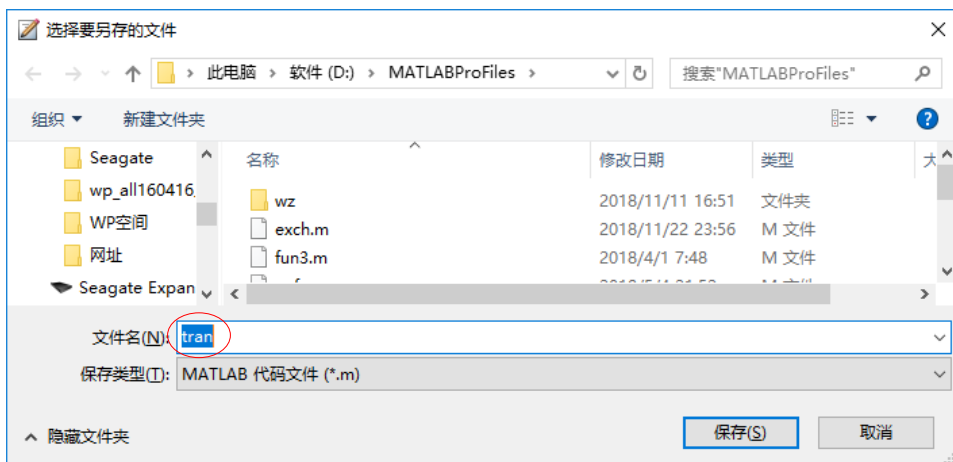 选择要另存的文件
此电脑 › 软件 (D:) › MATLABProFiles ›
搜索"MATLABProFiles"
组织
新建文件夹
Seagate
wp_all160416
WP空间
网址
Seagate Expan
名称 修改日期 类型
wz 2018/11/11 16:51 文件夹
exch.m 2018/11/22 23:56 M 文件
fun3.m 2018/4/1 7:48 M 文件
文件名(N): tran
保存类型(T): MATLAB 代码文件 (*.m)
隐藏文件夹
保存(S)
取消